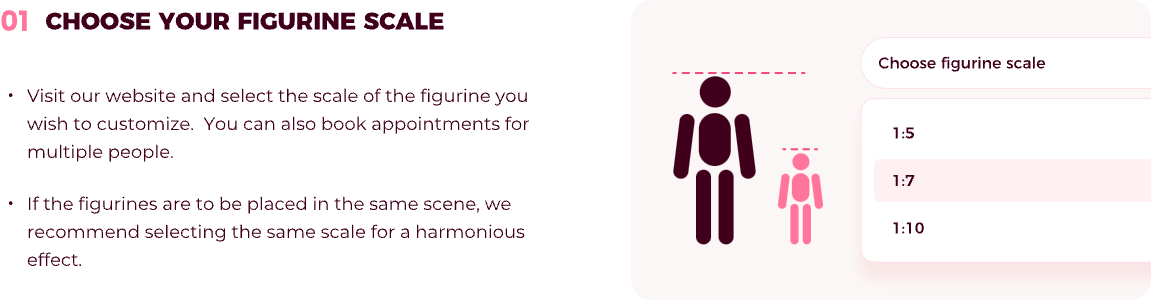 01 CHOOSE YOUR FIGURINE SCALE
• Visit our website and select the scale of the figurine you
wish to customize.  You can also book appointments for
multiple people.
• If the figurines are to be placed in the same scene, we
recommend selecting the same scale for a harmonious
effect.
Choose figurine scale
1:5
1:7
1:10